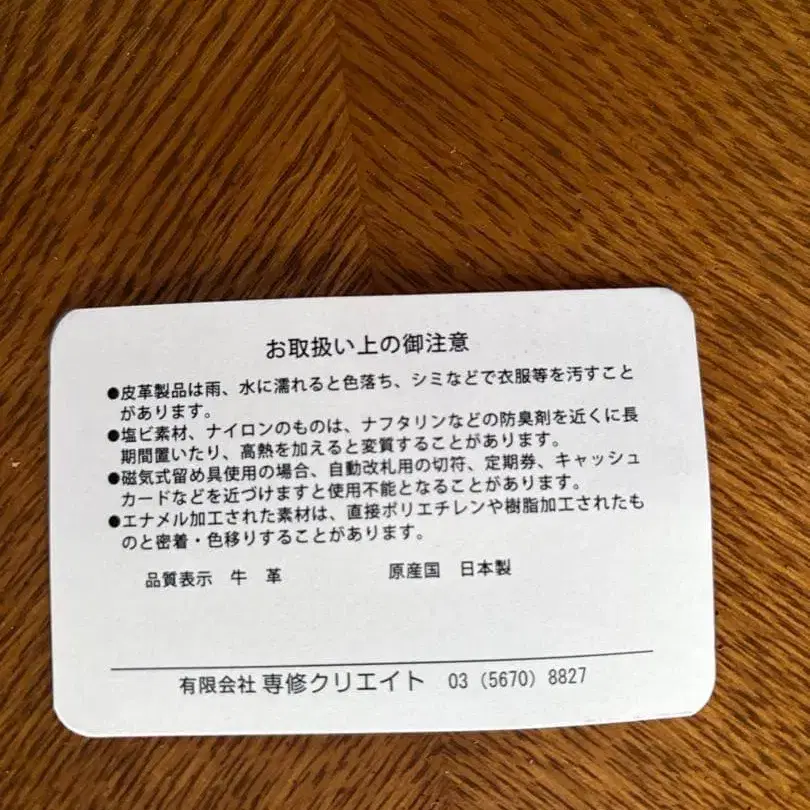 お取扱い上の御注意
●皮革製品は雨、水に濡れると色落ち、シミなどで衣服等を汚すこと
があります。
●塩ビ素材、ナイロンのものは、ナフタリンなどの防臭剤を近くに長
期間置いたり、高熱を加えると変質することがあります。
●磁気式留め具使用の場合、自動改札用の切符、定期券、キャッシュ
カードなどを近づけますと使用不能となることがあります。
●エナメル加工された素材は、直接ポリエチレンや樹脂加工されたも
のと密着・色移りすることがあります。
品質表示 牛 革 原産国 日本製
有限会社 専修クリエイト 03 (5670) 8827